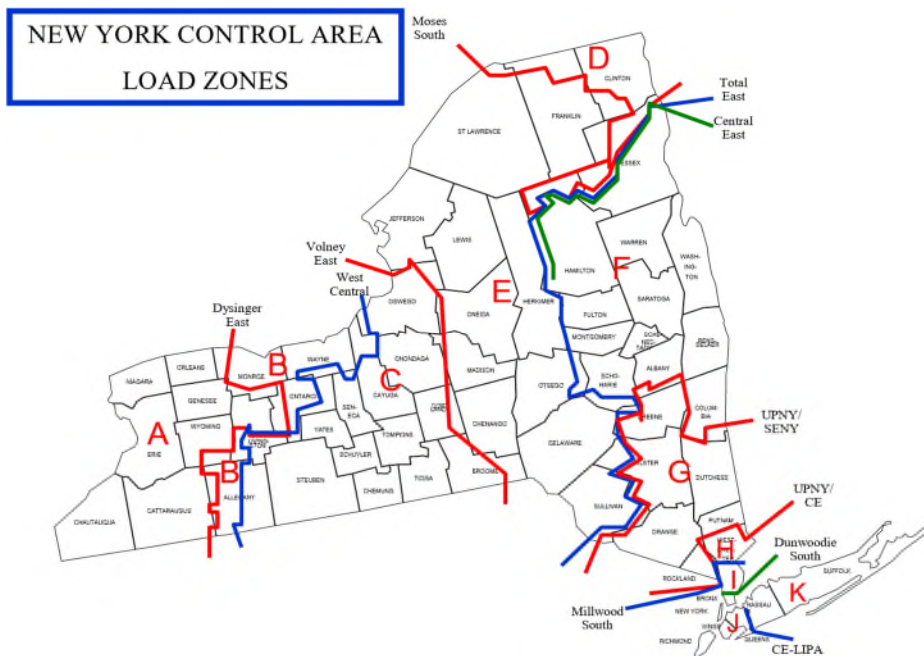 NEW YORK CONTROL AREA
LOAD ZONES
Moses
South
D
CLINTON
Total
East
FRANKLIN
Central
East
ST LAWRENCE
JEFFERSON
LEWIS
WARREN
WASH-
ING-
TON
Volney
East
West
Central
HAMILTON
F
E
OSWEGO
HERKIMER
SARATOGA
ONEIDA
Dysinger
East
FULTON
MONTGOMERY
B
WAYNE
ORLEANS
MONROE
ONONDAGA
MADISON
ALBANY
NIAGARA
GENESEE
ONTARIO
SEN-
ECA
CAYUGA
C
OTSEGO
SCHO-
HARIE
A
ERIE
WYOMING
YATES
TOMPKINS
CHENANGO
GREENE
COLUM-
BIA
UPNY/
SENY
B
SCHUYLER
DELAWARE
STEUBEN
CHEMUNG
TIOGA
BROOME
ULSTER
G
DUTCHESS
ALLEGANY
CATTARAUGUS
CHAUTAUQUA
SULLIVAN
UPNY/
CE
ORANGE
PUTNAM
H
Dunwoodie
South
ROCKLAND
I
SUFFOLK
K
BRONX
NASSAU
Millwood
South
NEW YORK
J
RICHMOND
QUEENS
CE-LIPA